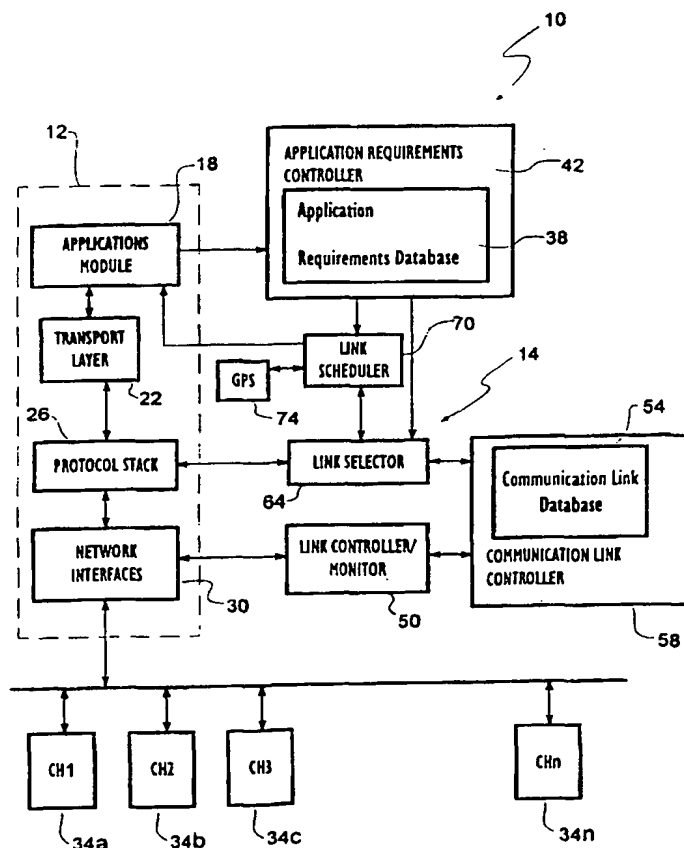 10
12
18
APPLICATIONS
MODULE
APPLICATION REQUIREMENTS
CONTROLLER
42
Application
Requirements Database
38
TRANSPORT
LAYER
22
LINK
SCHEDULER
70
GPS
74
14
26
PROTOCOL STACK
LINK SELECTOR
64
54
Communication Link
Database
NETWORK
INTERFACES
30
LINK CONTROLLER/
MONITOR
50
COMMUNICATION LINK
CONTROLLER
58
CH1
CH2
CH3
CHn
34a
34b
34c
34n